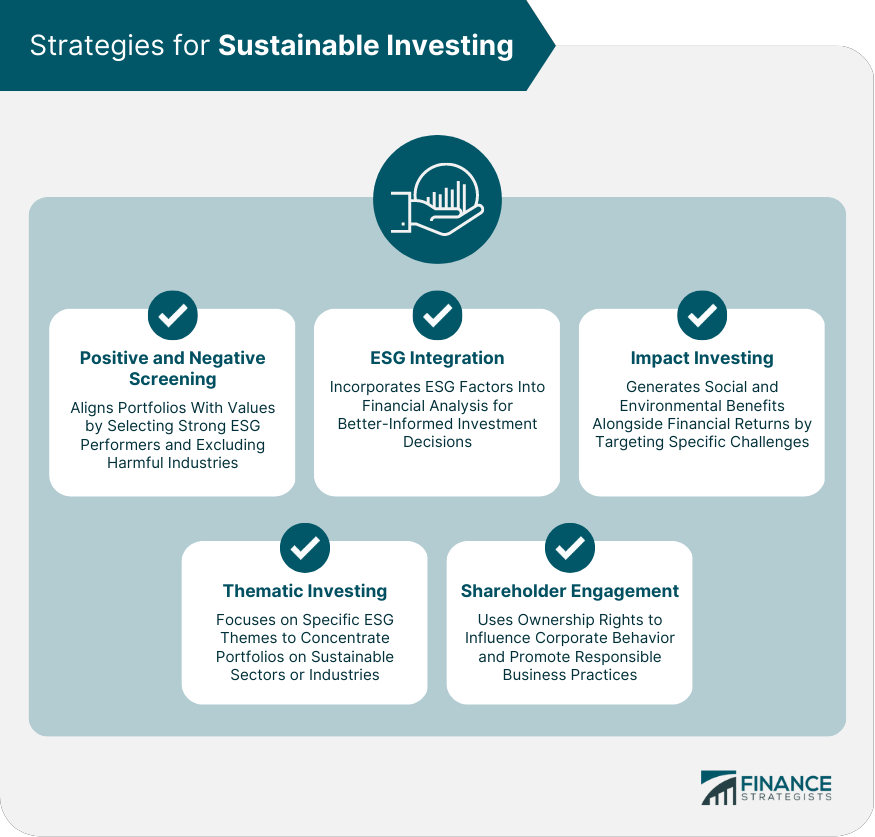 Strategies for Sustainable Investing
Positive and Negative
Screening
Aligns Portfolios With Values
by Selecting Strong ESG
Performers and Excluding
Harmful Industries
ESG Integration
Incorporates ESG Factors Into
Financial Analysis for
Better-Informed Investment
Decisions
Impact Investing
Generates Social and
Environmental Benefits
Alongside Financial Returns by
Targeting Specific Challenges
Thematic Investing
Focuses on Specific ESG
Themes to Concentrate
Portfolios on Sustainable
Sectors or Industries
Shareholder Engagement
Uses Ownership Rights to
Influence Corporate Behavior
and Promote Responsible
Business Practices
FINANCE
STRATEGISTS